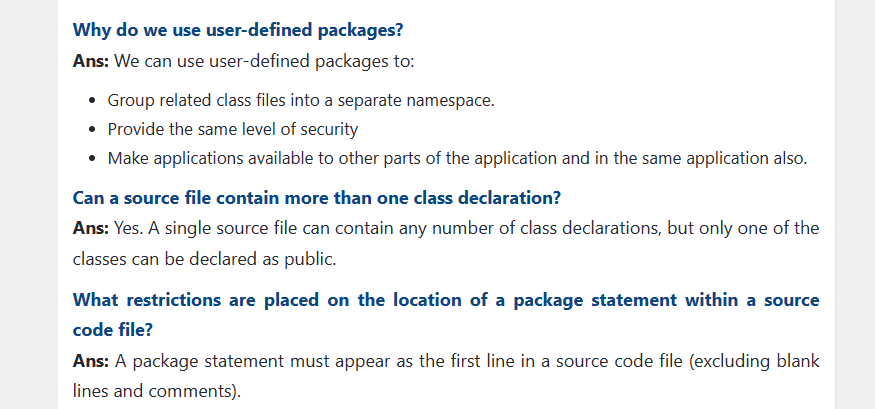 Why do we use user-defined packages?
Ans: We can use user-defined packages to:
• Group related class files into a separate namespace.
• Provide the same level of security
• Make applications available to other parts of the application and in the same application also.
Can a source file contain more than one class declaration?
Ans: Yes. A single source file can contain any number of class declarations, but only one of the
classes can be declared as public.
What restrictions are placed on the location of a package statement within a source
code file?
Ans: A package statement must appear as the first line in a source code file (excluding blank
lines and comments).